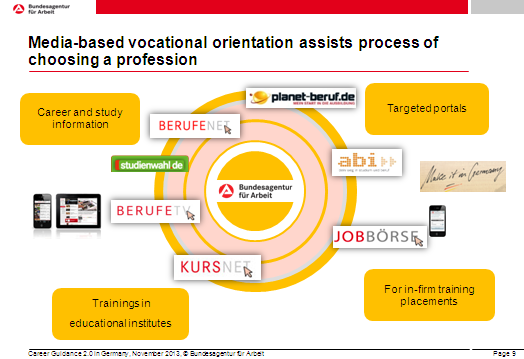 Bundesagentur
für Arbeit
Media-based vocational orientation assists process of
choosing a profession
Career and study
information
planet-beruf.de
MEIN START IN DIE AUSBILDUNG
Targeted portals
BERUFENET
studienwahl.de
abi
Make it in Germany
Bundesagentur
für Arbeit
BERUFETV
JOBBÖRSE
KURSNET
Trainings in
educational institutes
For in-firm training
placements
Career Guidance 2.0 in Germany, November 2013, © Bundesagentur für Arbeit
Page 9